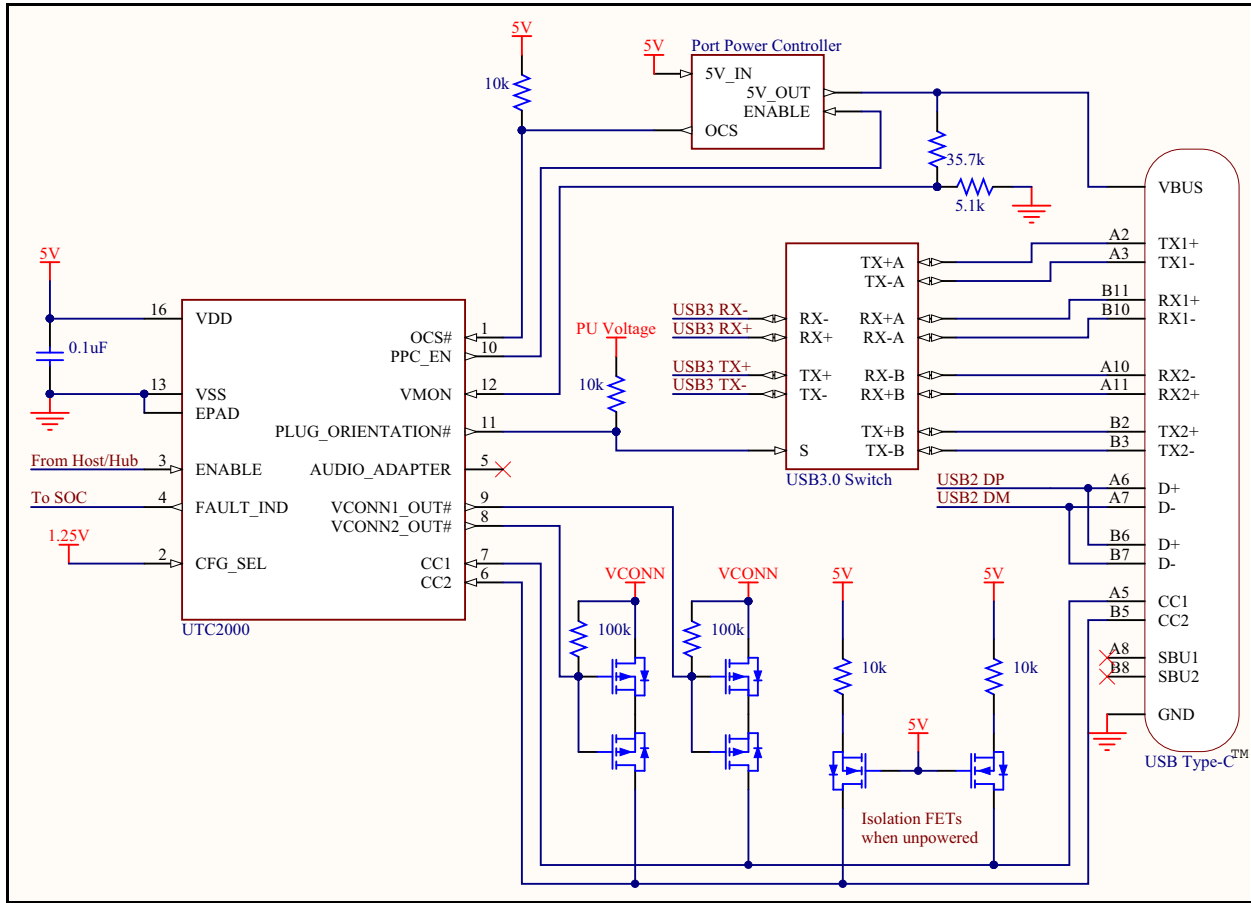 5V
Port Power Controller
5V
5V_IN
10k
5V_OUT
ENABLE
OCS
35.7k
5.1k
VBUS
A2
TX1+
TX+A
A3
TX1-
5V
TX-A
B11
RX1+
16
VDD
USB3 RX-
RX-
RX+A
B10
RX1-
1
OCS#
PU Voltage
USB3 RX+
RX+
RX-A
0.1uF
10
PPC_EN
USB3 TX+
TX+
RX-B
A10
RX2-
13
VSS
12
VMON
10k
USB3 TX-
TX-
RX+B
A11
RX2+
EPAD
11
PLUG_ORIENTATION#
TX+B
B2
TX2+
S
TX-B
B3
TX2-
From Host/Hub
3
ENABLE
AUDIO_ADAPTER
5
USB3.0 Switch
USB2 DP
A6
D+
To SOC
4
FAULT_IND
VCONN1_OUT#
9
USB2 DM
A7
D-
VCONN2_OUT#
8
1.25V
B6
D+
2
CFG_SEL
CC1
7
B7
D-
CC2
6
VCONN
VCONN
5V
5V
A5
CC1
UTC2000
100k
100k
B5
CC2
10k
10k
A8
SBU1
B8
SBU2
GND
5V
USB Type-C™
Isolation FETs
when unpowered